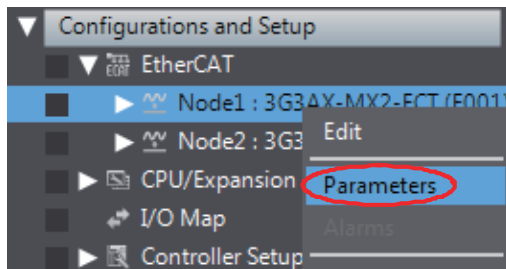 Configurations and Setup
EtherCAT
Node1 : 3G3AX-MX2-ECT (E001)
Node2 : 3G3
Edit
CPU/Expansion
Parameters
I/O Map
Alarms
Controller Setup